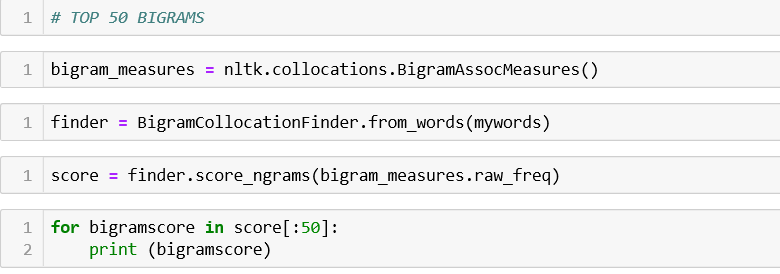 1 # TOP 50 BIGRAMS
1 bigram_measures = nltk.collocations.BigramAssocMeasures()
1 finder = BigramCollocationFinder.from_words(mywords)
1 score = finder.score_ngrams(bigram_measures.raw_freq)
1 for bigramscore in score[:50]:
2     print (bigramscore)